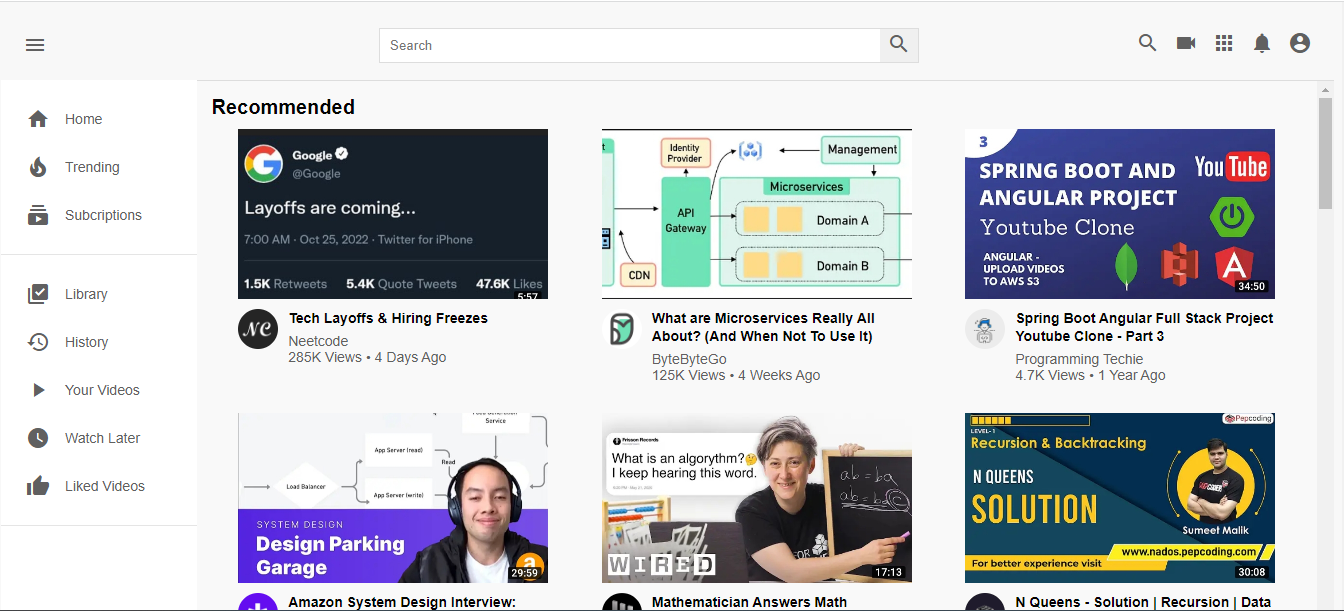 Search
Home
Trending
Subcriptions
Library
History
Your Videos
Watch Later
Liked Videos
Recommended
Google
@Google
Layoffs are coming...
7:00 AM · Oct 25, 2022 · Twitter for iPhone
1.5K Retweets 5.4K Quote Tweets 47.6K Likes
5:57
NC
Tech Layoffs & Hiring Freezes
Neetcode
285K Views • 4 Days Ago
t
Identity
Provider
Management
Microservices
API
Gateway
Domain A
Domain B
CDN
What are Microservices Really All
About? (And When Not To Use It)
ByteByteGo
125K Views • 4 Weeks Ago
3
SPRING BOOT AND
ANGULAR PROJECT
Youtube Clone
YouTube
ANGULAR -
UPLOAD VIDEOS
TO AWS S3
A
34:50
Spring Boot Angular Full Stack Project
Youtube Clone - Part 3
Programming Techie
4.7K Views • 1 Year Ago
Service
App Server (read)
Read
Load Balancer
App Server (write)
SYSTEM DESIGN
Design Parking
Garage
a
29:59
Amazon System Design Interview:
Frisson Records
What is an algorythm?🤔
I keep hearing this word.
ab = ba
WIRED
17:13
Mathematician Answers Math
Pepcoding
LEVEL-1
Recursion & Backtracking
N QUEENS
SOLUTION
Sumeet Malik
www.nados.pepcoding.com
For better experience visit
30:08
N Queens - Solution | Recursion | Data